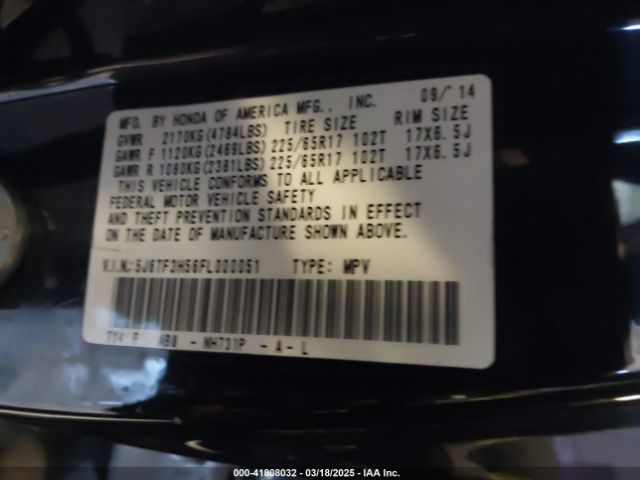 MFD. BY HONDA OF AMERICA MFG., INC. 09/14
GVWR 2170KG(4784LBS) TIRE SIZE RIM SIZE
GAWR F 1120KG(2469LBS) 225/65R17 102T 17X6.5J
GAWR R 1080KG(2381LBS) 225/65R17 102T 17X6.5J
THIS VEHICLE CONFORMS TO ALL APPLICABLE
FEDERAL MOTOR VEHICLE SAFETY
AND THEFT PREVENTION STANDARDS IN EFFECT
ON THE DATE OF MANUFACTURE SHOWN ABOVE.
V.I.N.: 5J6TF3H56FL000051 TYPE: MPV
NH731P - A - L
000-41808032 — 03/18/2025 — IAA Inc.